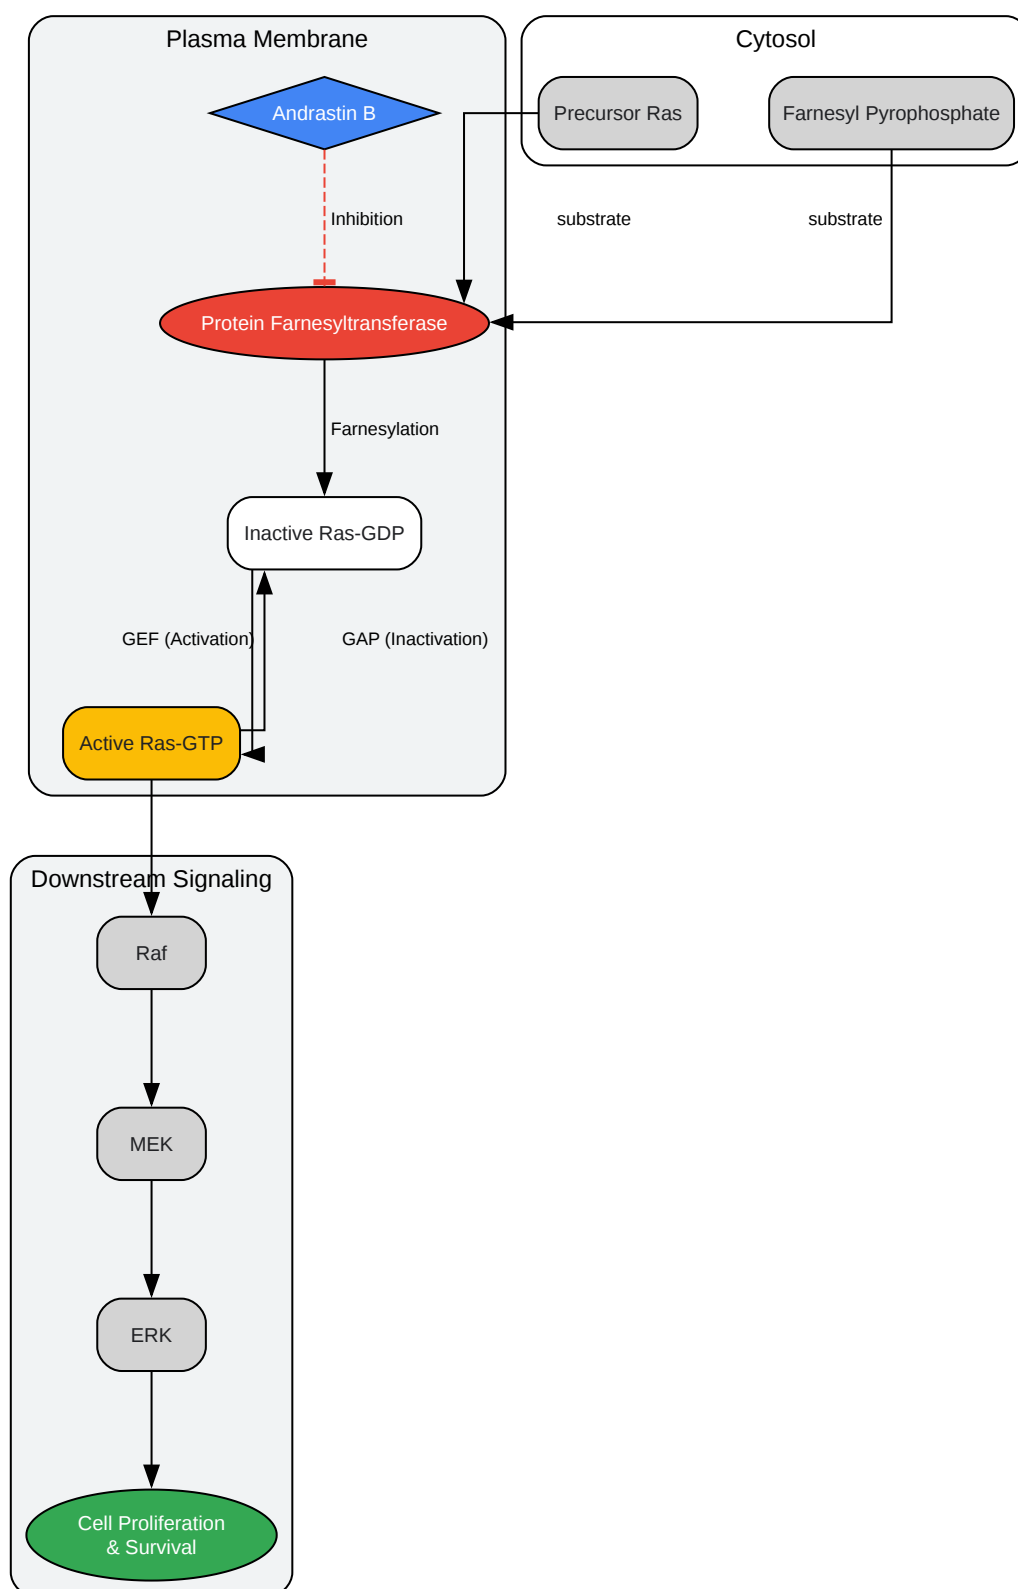 Plasma Membrane
Cytosol
Andrastin B
Precursor Ras
Farnesyl Pyrophosphate
Inhibition
substrate
substrate
Protein Farnesyltransferase
Farnesylation
Inactive Ras-GDP
GEF (Activation)
GAP (Inactivation)
Active Ras-GTP
Downstream Signaling
Raf
MEK
ERK
Cell Proliferation
& Survival